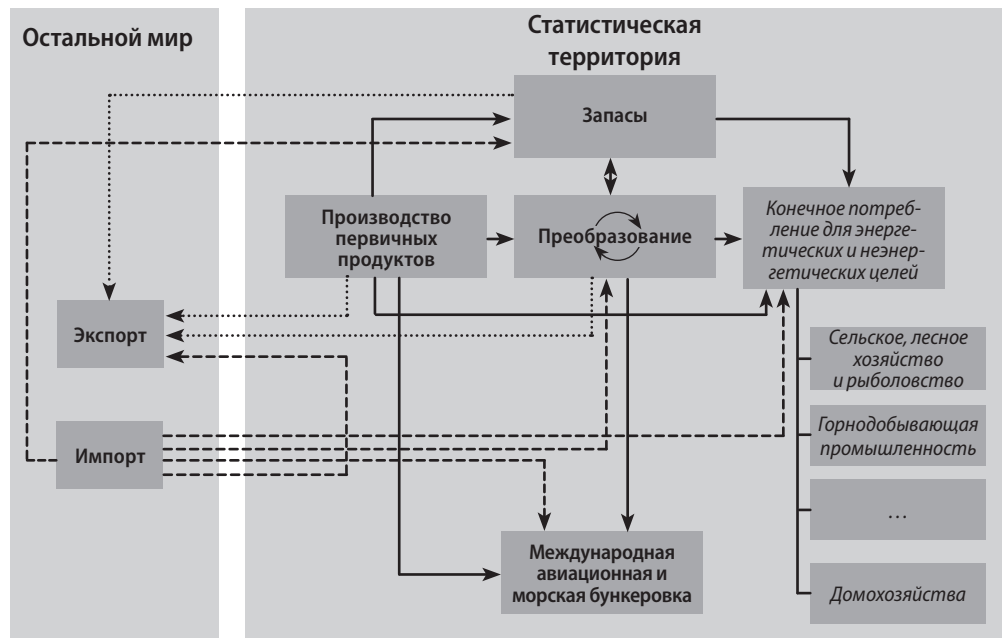 Остальной мир
Статистическая
территория
Запасы
Производство
первичных
продуктов
Преобразование
Конечное потреб-
ление для энерге-
тических и неэнер-
гетических целей
Экспорт
Импорт
Сельское, лесное
хозяйство
и рыболовство
Горнодобывающая
промышленность
...
Международная
авиационная и
морская бункеровка
Домохозяйства